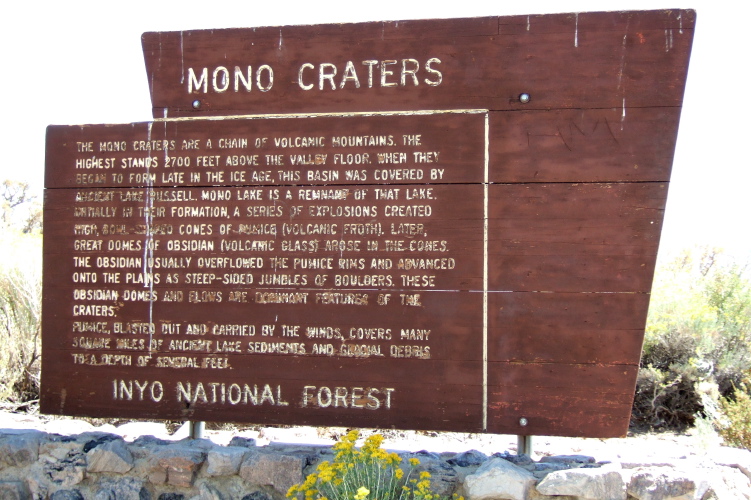 MONO CRATERS
THE MONO CRATERS ARE A CHAIN OF VOLCANIC MOUNTAINS. THE
HIGHEST STANDS 2700 FEET ABOVE THE VALLEY FLOOR. WHEN THEY
BEGAN TO FORM LATE IN THE ICE AGE, THIS BASIN WAS COVERED BY
ANCIENT LAKE RUSSELL. MONO LAKE IS A REMNANT OF THAT LAKE.
INITIALLY IN THEIR FORMATION, A SERIES OF EXPLOSIONS CREATED
HIGH, BOWL-SHAPED CONES OF PUMICE (VOLCANIC FROTH). LATER,
GREAT DOMES OF OBSIDIAN (VOLCANIC GLASS) AROSE IN THE CONES.
THE OBSIDIAN USUALLY OVERFLOWED THE PUMICE RIMS AND ADVANCED
ONTO THE PLAINS AS STEEP-SIDED JUMBLES OF BOULDERS. THESE
OBSIDIAN DOMES AND FLOWS ARE DOMINANT FEATURES OF THE
CRATERS.
PUMICE, BLASTED OUT AND CARRIED BY THE WINDS, COVERS MANY
SQUARE MILES OF ANCIENT LAKE SEDIMENTS AND GLACIAL DEBRIS
TO A DEPTH OF SEVERAL FEET.
INYO NATIONAL FOREST